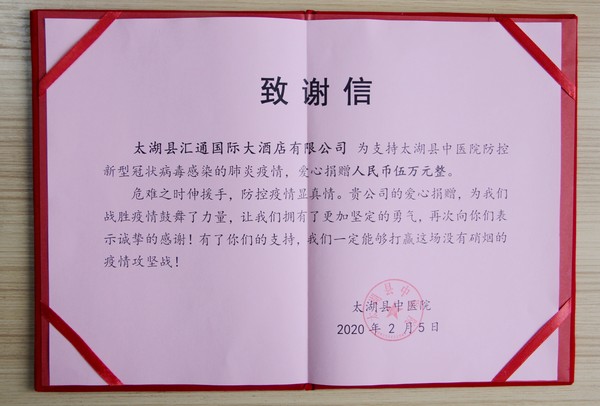 致谢信
太湖县汇通国际大酒店有限公司 为支持太湖县中医院防控
新型冠状病毒感染的肺炎疫情，爱心捐赠人民币伍万元整。
危难之时伸援手，防控疫情显真情。贵公司的爱心捐赠，为我们
战胜疫情鼓舞了力量，让我们拥有了更加坚定的勇气，再次向你们表
示诚挚的感谢！有了你们的支持，我们一定能够打赢这场没有硝烟的
疫情攻坚战！
太湖县中医院
2020 年 2 月 5 日